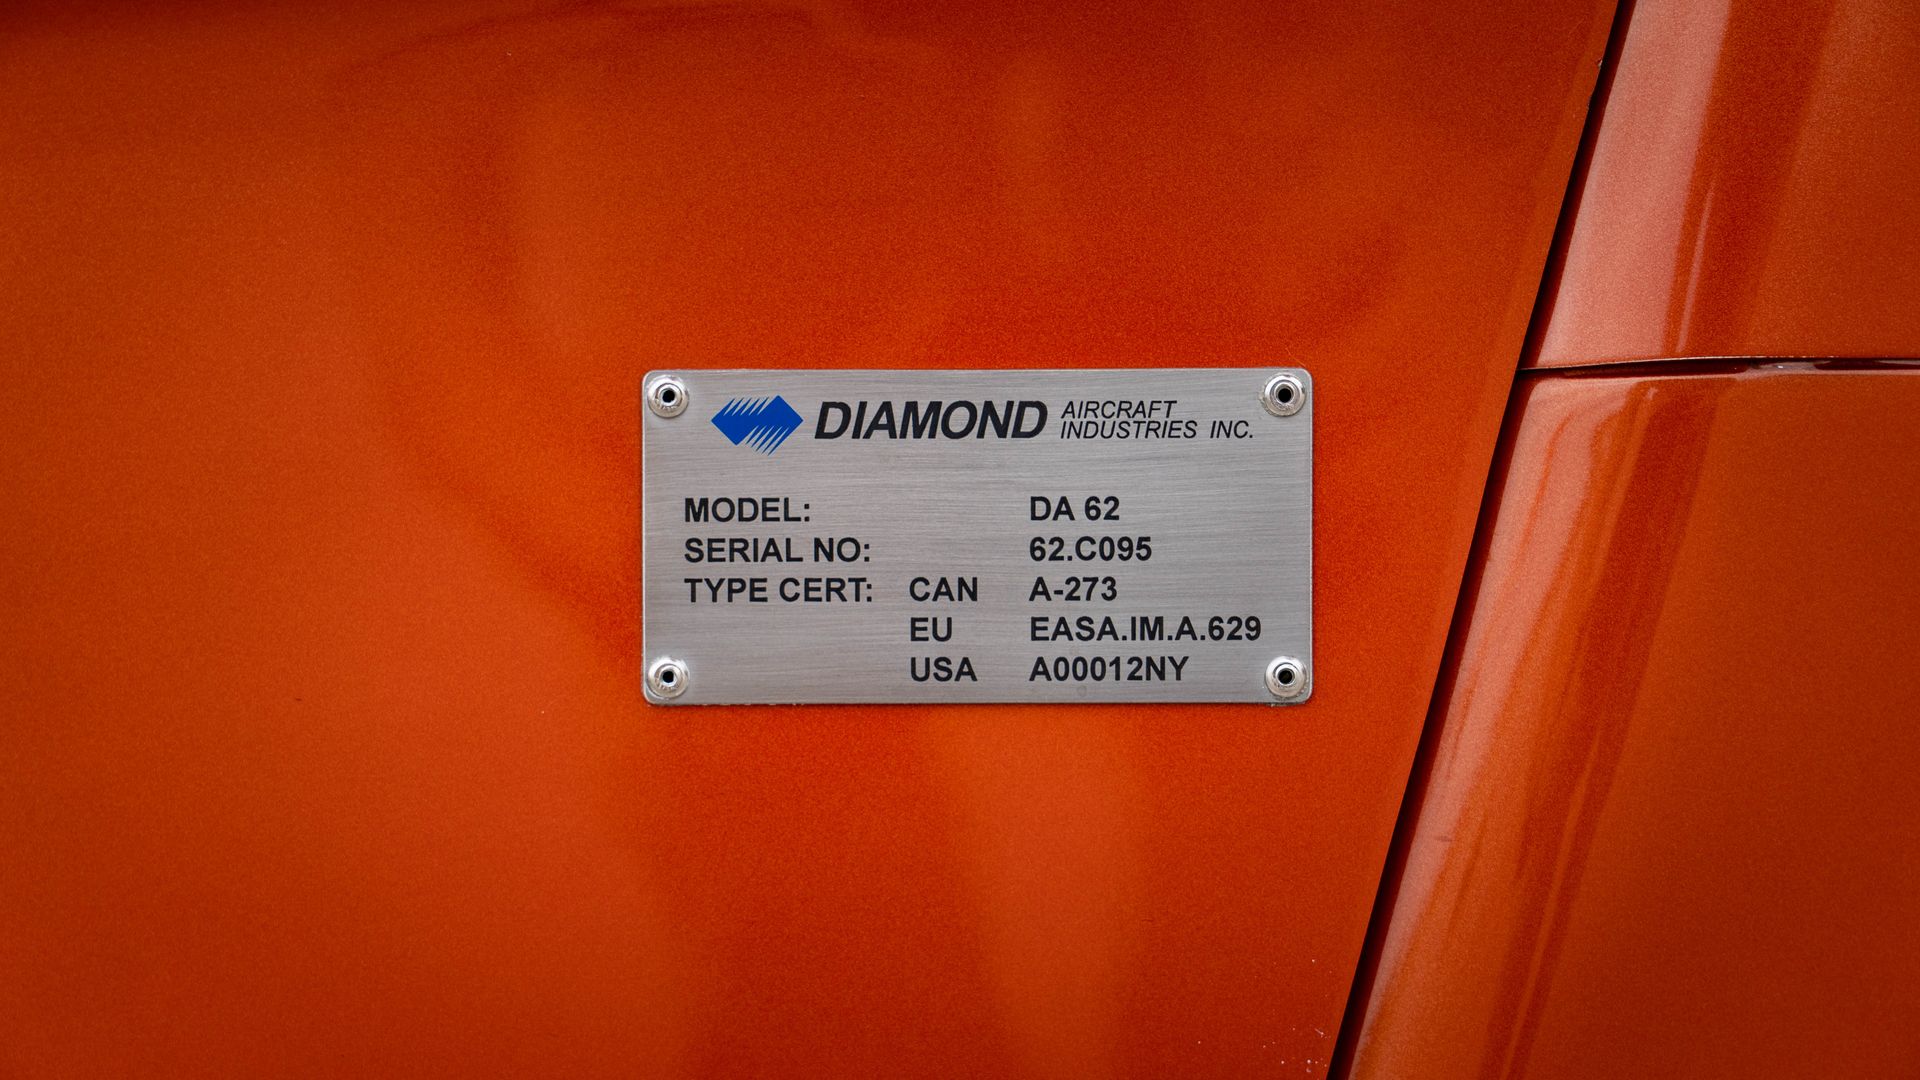 DIAMOND AIRCRAFT INDUSTRIES INC.
MODEL: DA 62
SERIAL NO: 62.C095
TYPE CERT: CAN A-273
EU EASA.IM.A.629
USA A00012NY